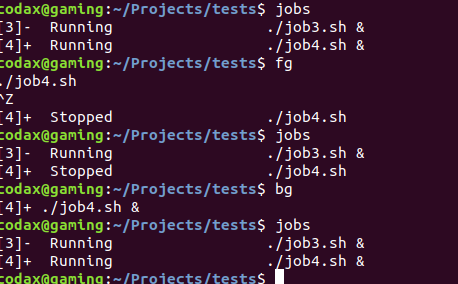 codax@gaming:~/Projects/tests$ jobs
[3]-  Running                 ./job3.sh &
[4]+  Running                 ./job4.sh &
codax@gaming:~/Projects/tests$ fg
./job4.sh
^Z
[4]+  Stopped                 ./job4.sh
codax@gaming:~/Projects/tests$ jobs
[3]-  Running                 ./job3.sh &
[4]+  Stopped                 ./job4.sh
codax@gaming:~/Projects/tests$ bg
[4]+ ./job4.sh &
codax@gaming:~/Projects/tests$ jobs
[3]-  Running                 ./job3.sh &
[4]+  Running                 ./job4.sh &
codax@gaming:~/Projects/tests$